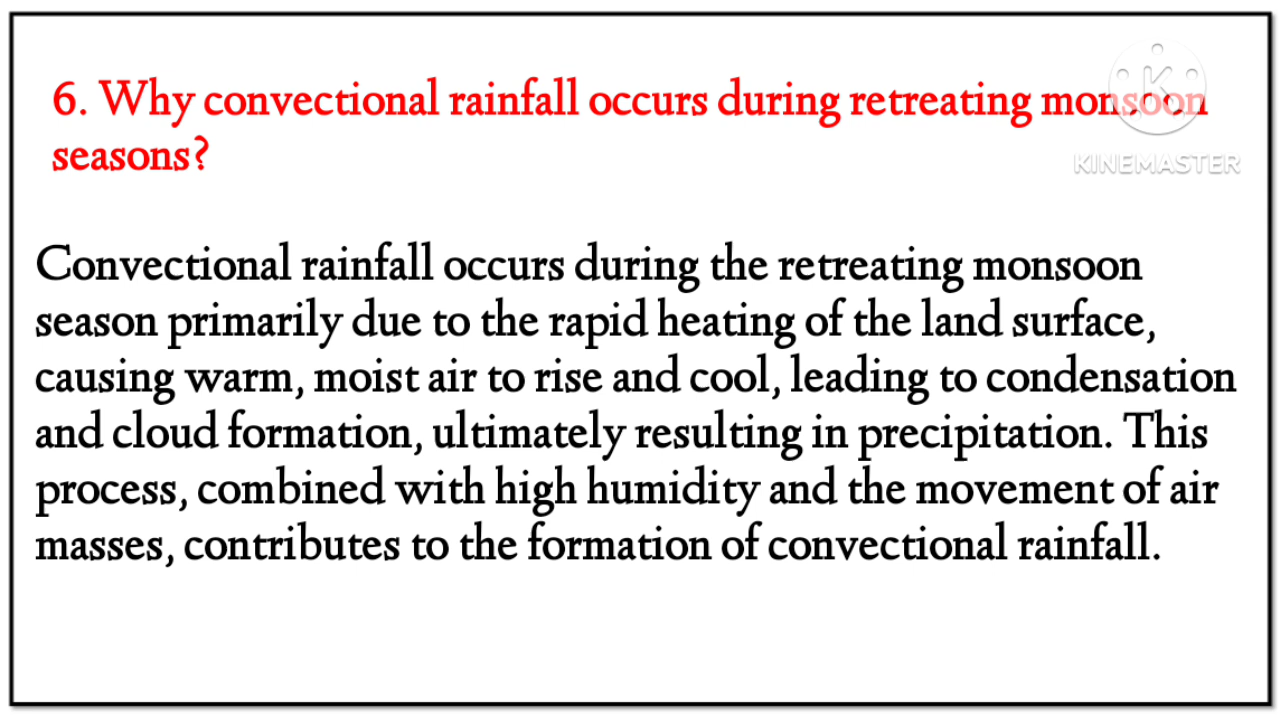 6. Why convectional rainfall occurs during retreating monsoon
seasons?
KINEMASTER
Convectional rainfall occurs during the retreating monsoon
season primarily due to the rapid heating of the land surface,
causing warm, moist air to rise and cool, leading to condensation
and cloud formation, ultimately resulting in precipitation. This
process, combined with high humidity and the movement of air
masses, contributes to the formation of convectional rainfall.